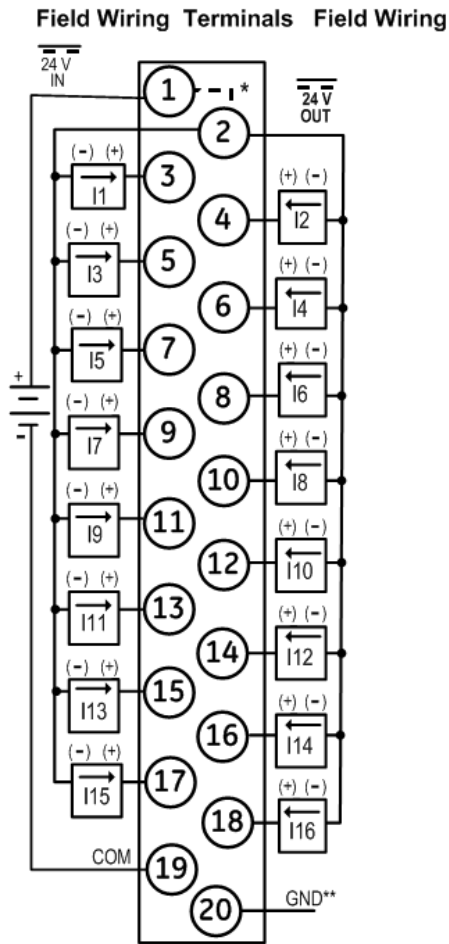 Field Wiring Terminals Field Wiring
24 V
IN
1
*
24 V
OUT
2
(-) (+)
I1
3
(+) (-)
4
I2
(-) (+)
I3
5
(+) (-)
6
I4
(-) (+)
I5
7
(+) (-)
8
I6
+
-
(-) (+)
I7
9
(+) (-)
10
I8
(-) (+)
I9
11
(+) (-)
12
I10
(-) (+)
I11
13
(+) (-)
14
I12
(-) (+)
I13
15
(+) (-)
16
I14
(-) (+)
I15
17
(+) (-)
18
I16
COM
19
20
GND**